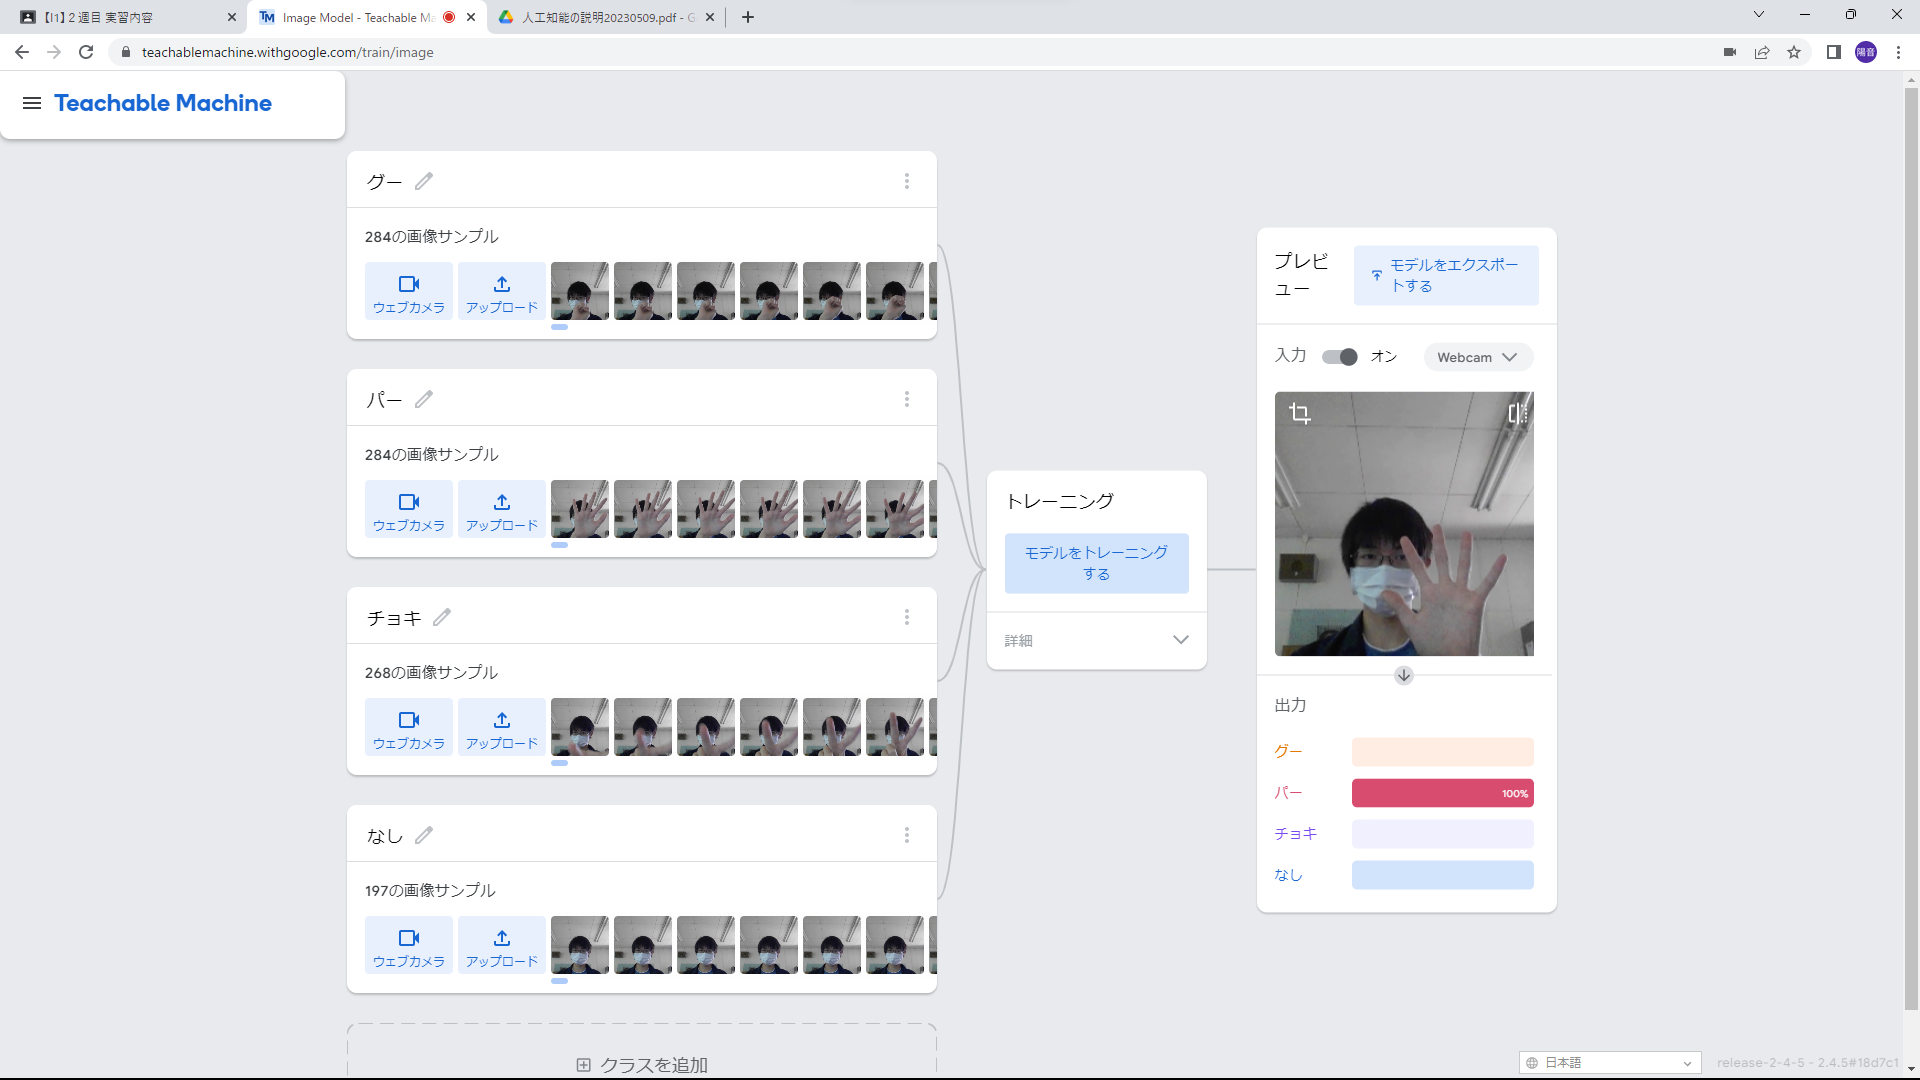 【I1】２週目 実習内容
Image Model - Teachable Ma
人工知能の説明20230509.pdf - G
teachablemachine.withgoogle.com/train/image
陽音
Teachable Machine
グー
284の画像サンプル
ウェブカメラ
アップロード
パー
284の画像サンプル
ウェブカメラ
アップロード
チョキ
268の画像サンプル
ウェブカメラ
アップロード
なし
197の画像サンプル
ウェブカメラ
アップロード
クラスを追加
トレーニング
モデルをトレーニング
する
詳細
プレビ
ュー
モデルをエクスポー
トする
入力
オン
Webcam
出力
グー
パー
100%
チョキ
なし
日本語
release-2-4-5 - 2.4.5#18d7c1